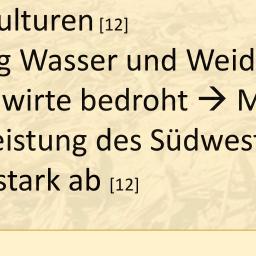 ulturen [12]
g Wasser und Weid
wirte bedroht → M
eistung des Südwest
stark ab [12]